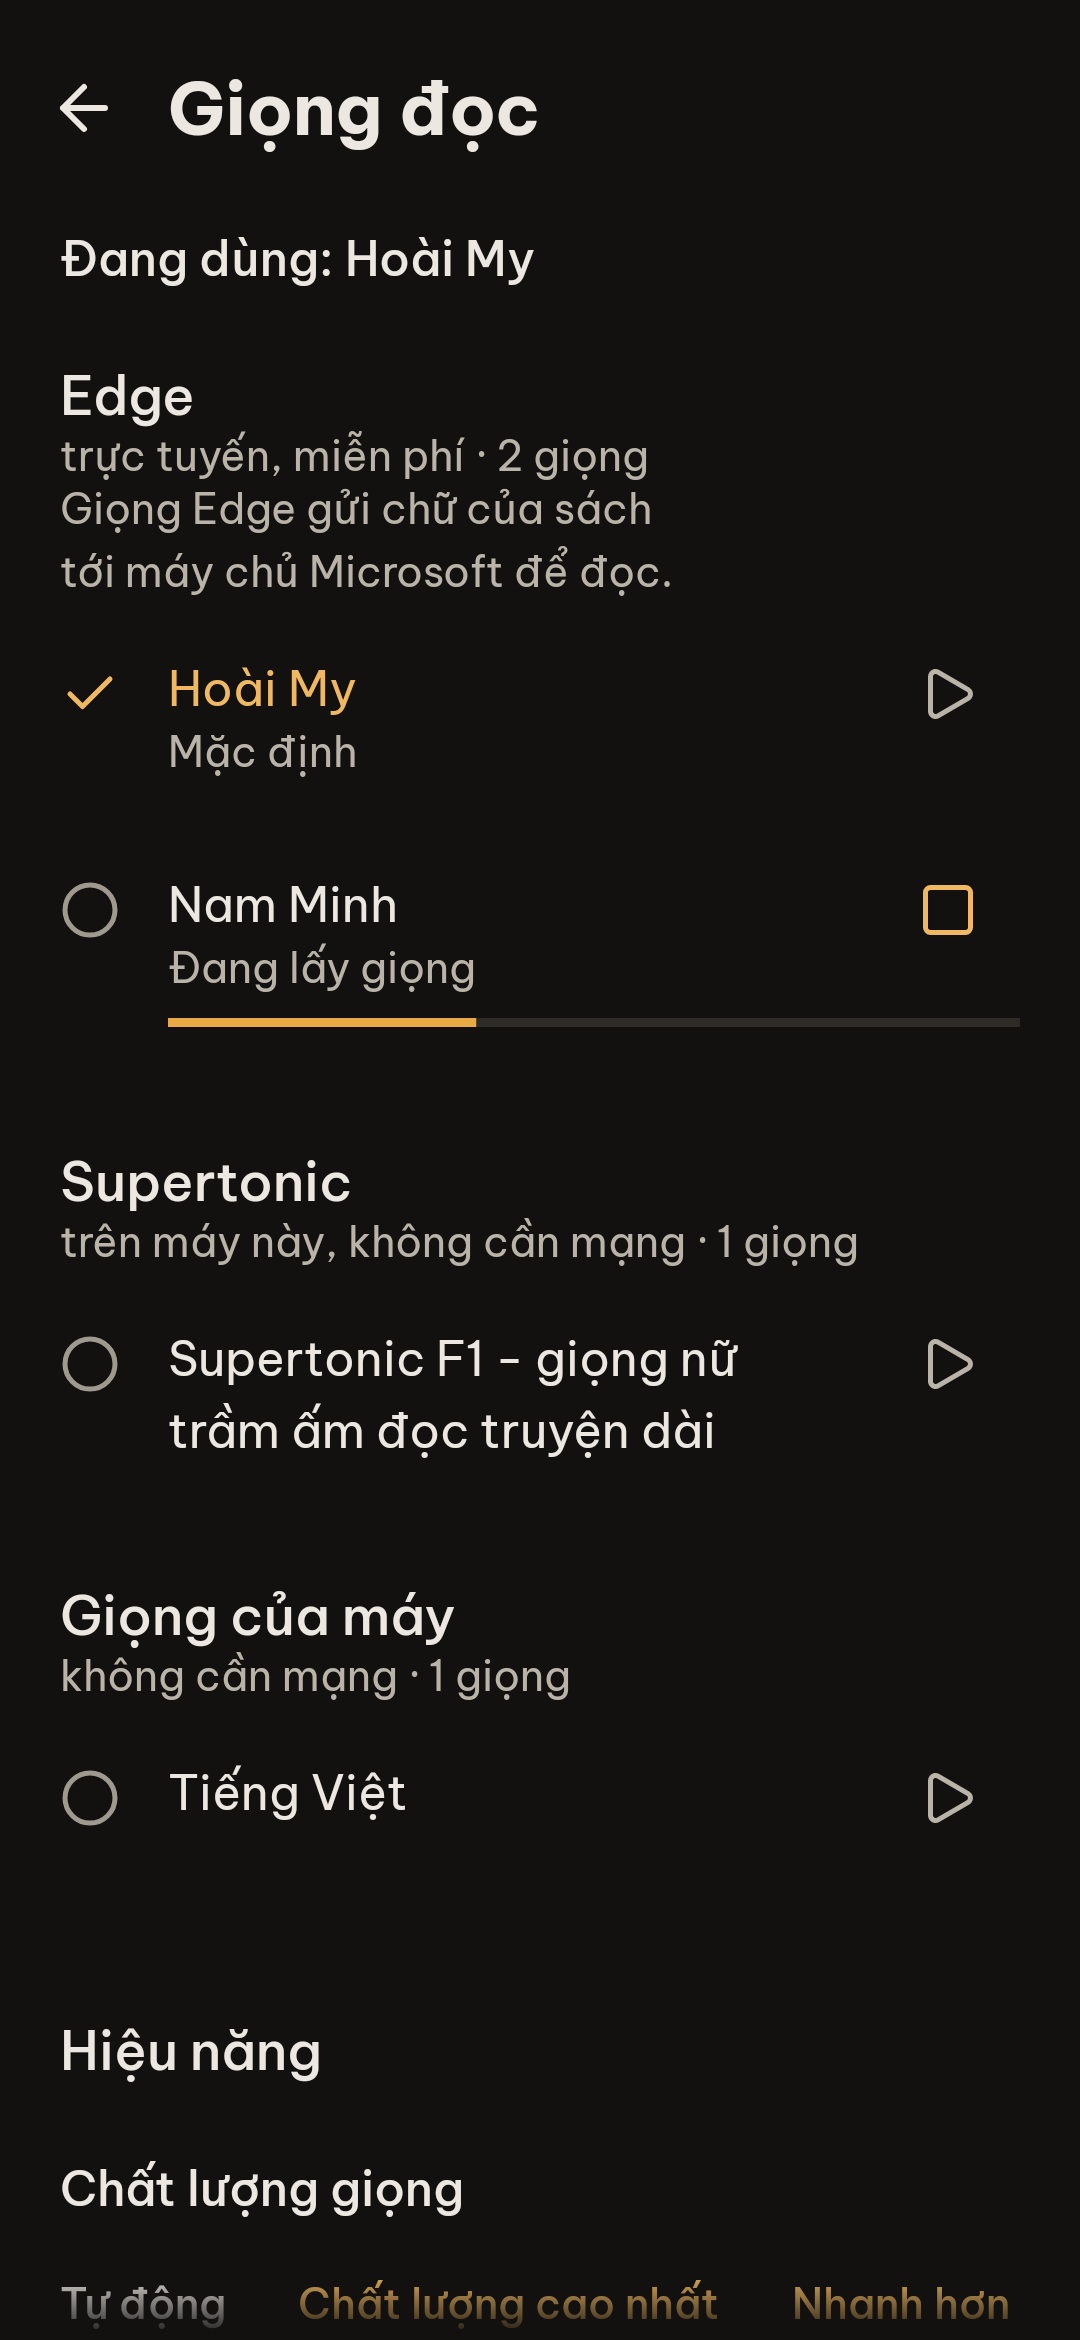 Giọng đọc
Đang dùng: Hoài My
Edge
trực tuyến, miễn phí · 2 giọng
Giọng Edge gửi chữ của sách
tới máy chủ Microsoft để đọc.
Hoài My
Mặc định
Nam Minh
Đang lấy giọng
Supertonic
trên máy này, không cần mạng · 1 giọng
Supertonic F1 – giọng nữ
trầm ấm đọc truyện dài
Giọng của máy
không cần mạng · 1 giọng
Tiếng Việt
Hiệu năng
Chất lượng giọng
Tự động Chất lượng cao nhất Nhanh hơn